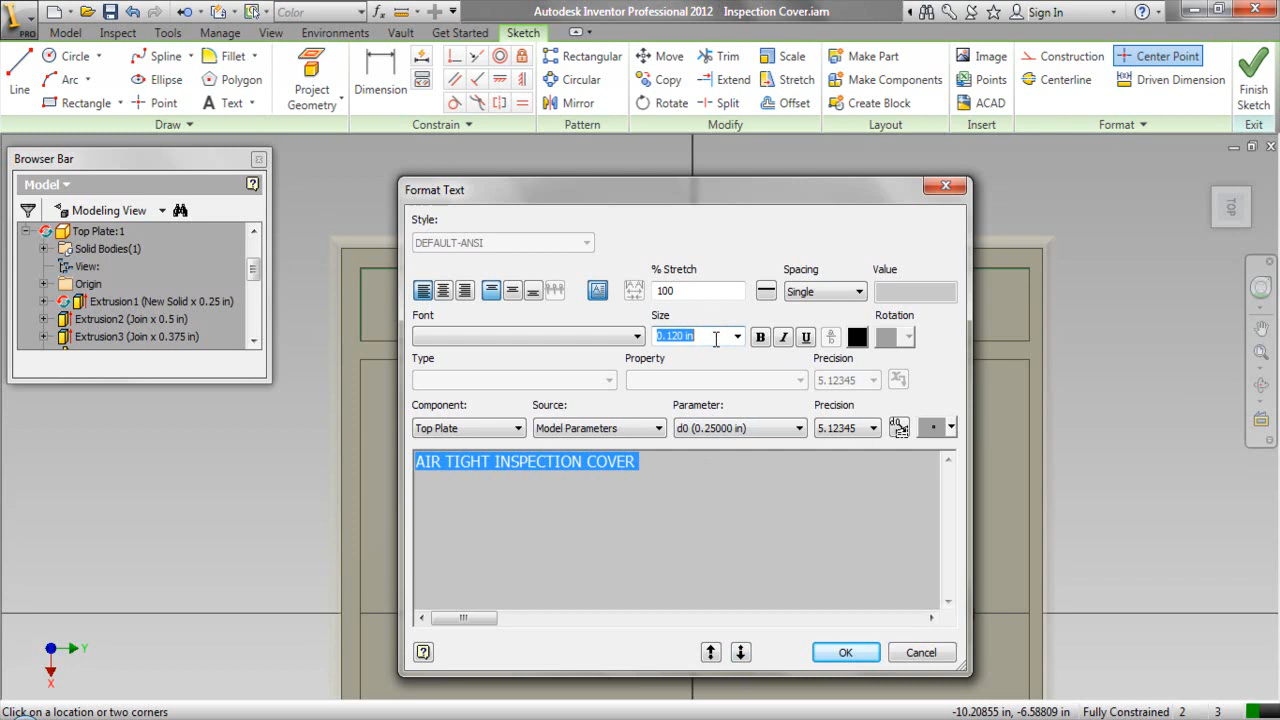 PRO
Color
Autodesk Inventor Professional 2012 Inspection Cover.iam
Sign In
Model Inspect Tools Manage View Environments Vault Get Started Sketch
Line
Circle
Arc
Rectangle
Spline
Ellipse
Point
Fillet
Polygon
Text
Project
Geometry
Dimension
Rectangular
Circular
Mirror
Move
Copy
Rotate
Trim
Extend
Split
Scale
Stretch
Offset
Make Part
Make Components
Create Block
Image
Points
ACAD
Construction
Centerline
Center Point
Driven Dimension
Finish
Sketch
Draw Constrain Pattern Modify Layout Insert Format Exit
Browser Bar
Model
Modeling View
Top Plate:1
Solid Bodies(1)
View:
Origin
Extrusion1 (New Solid x 0.25 in)
Extrusion2 (Join x 0.5 in)
Extrusion3 (Join x 0.375 in)
TOP
Format Text
Style:
DEFAULT-ANSI
% Stretch Spacing Value
100 Single
Font Size Rotation
0.120 in B I U
Type Property Precision
5.12345
Component: Source: Parameter: Precision
Top Plate Model Parameters d0 (0.25000 in) 5.12345
AIR TIGHT INSPECTION COVER
OK Cancel
Y
X
Click on a location or two corners -10.20855 in, -6.58809 in Fully Constrained 2 3